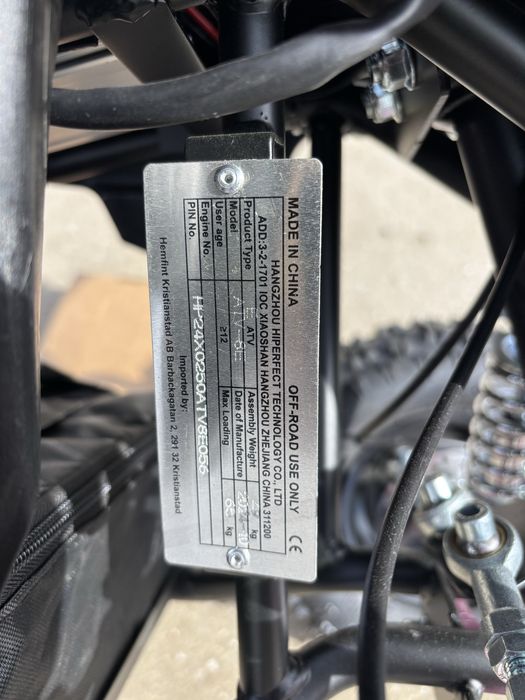 MADE IN CHINA OFF-ROAD USE ONLY CE
HANGZHOU HIPERFECT TECHNOLOGY CO., LTD
ADD:3-2-1701 IOC XIAOSHAN HANGZHOU ZHEJIANG CHINA 311200
Product Type ATV Assembly Weight kg
Model Date of Manufacture
User age ≥12 Max Loading 65 kg
Engine No.
PIN No. HP24X0250ATV8E056
Imported by:
Hemfint Kristianstad AB Barbackagatan 2, 291 32 Kristianstad